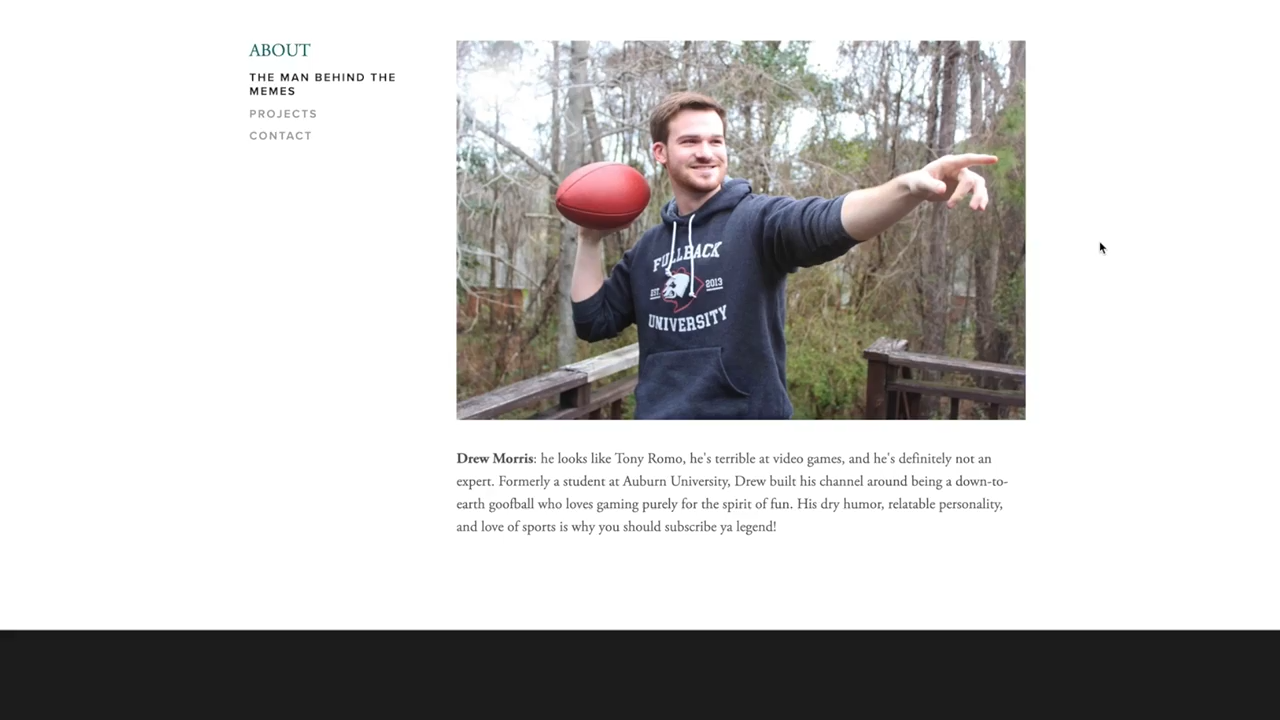 ABOUT
THE MAN BEHIND THE
MEMES
PROJECTS
CONTACT
FULLBACK
EST. 2013
UNIVERSITY
Drew Morris: he looks like Tony Romo, he's terrible at video games, and he's definitely not an
expert. Formerly a student at Auburn University, Drew built his channel around being a down-to-
earth goofball who loves gaming purely for the spirit of fun. His dry humor, relatable personality,
and love of sports is why you should subscribe ya legend!